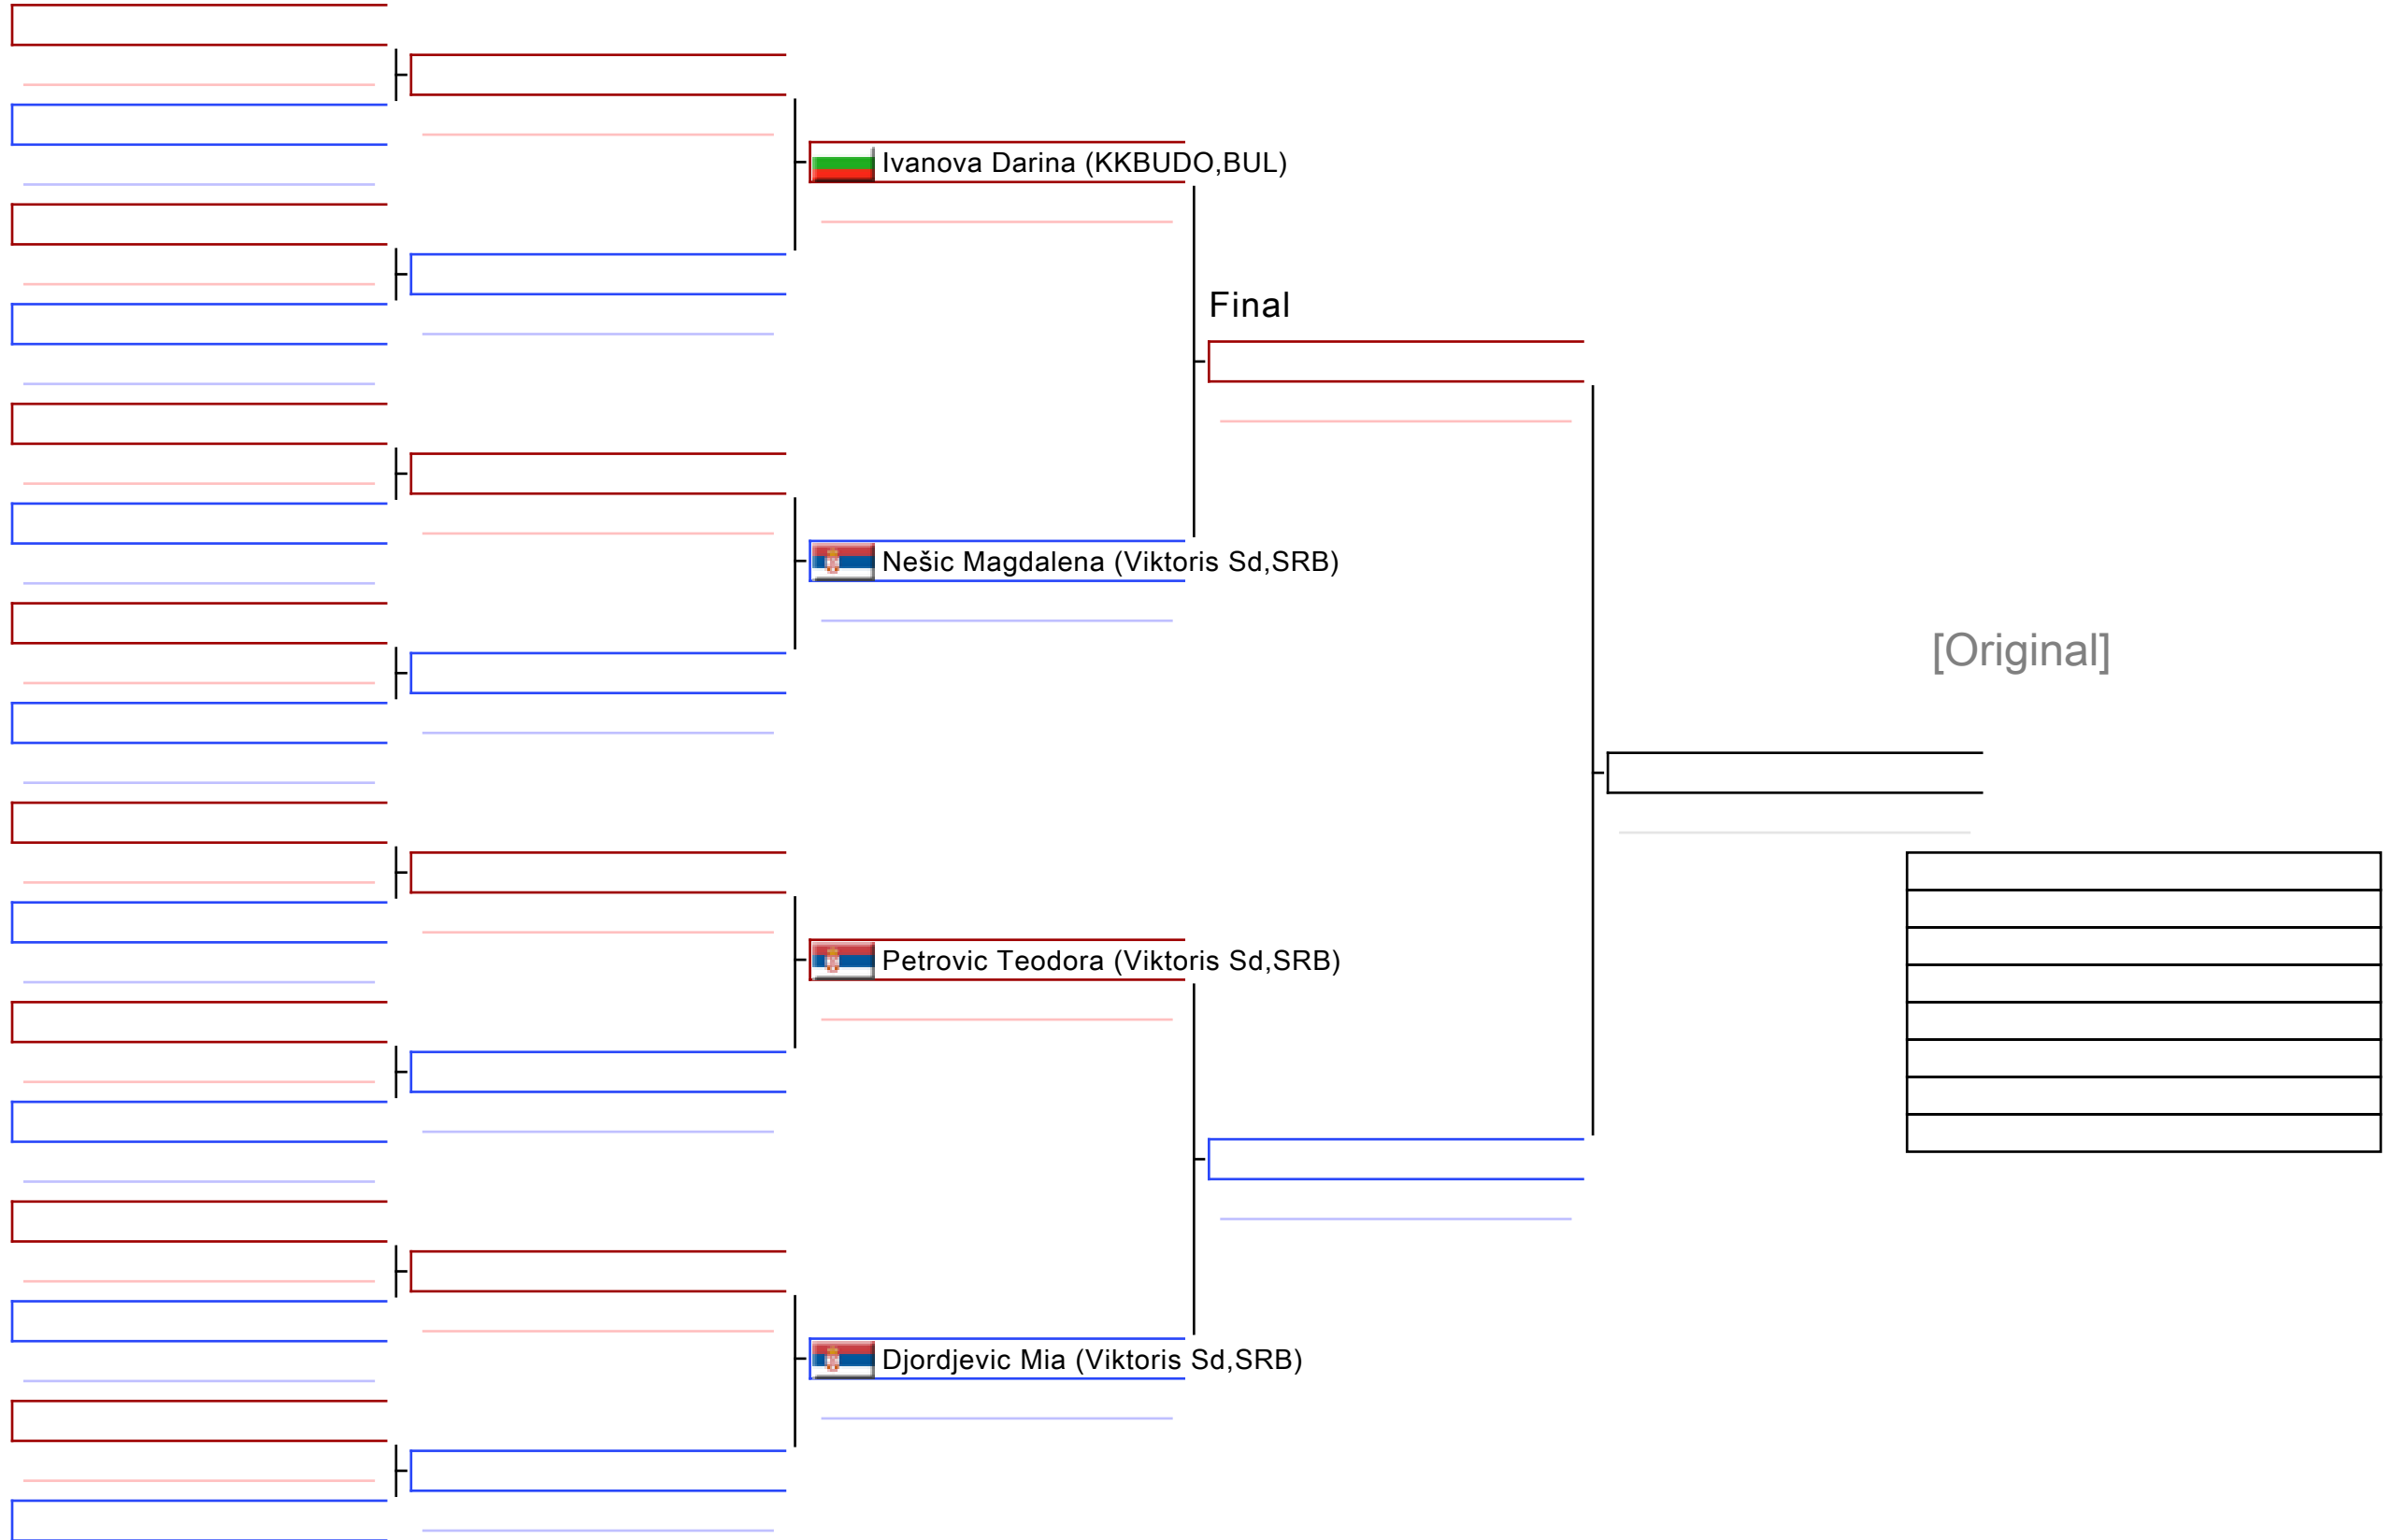 Ivanova Darina (KKBUDO,BUL)
Final
Nešic Magdalena (Viktoris Sd,SRB)
[Original]
Petrovic Teodora (Viktoris Sd,SRB)
Djordjevic Mia (Viktoris Sd,SRB)